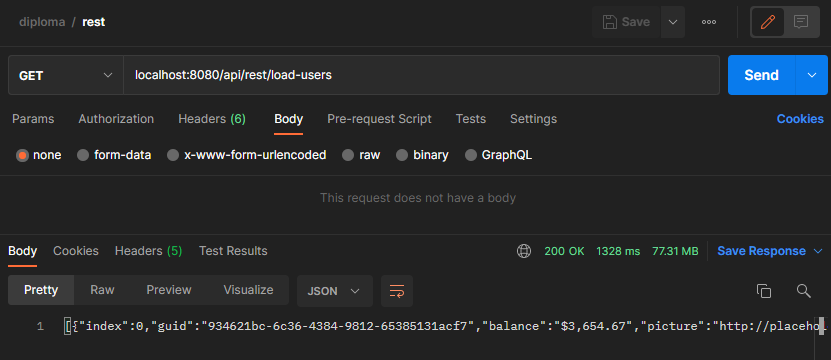 diploma / rest Save
GET localhost:8080/api/rest/load-users Send
Params Authorization Headers (6) Body Pre-request Script Tests Settings Cookies
none form-data x-www-form-urlencoded raw binary GraphQL
This request does not have a body
Body Cookies Headers (5) Test Results 200 OK 1328 ms 77.31 MB Save Response
Pretty Raw Preview Visualize JSON
1 [{"index":0,"guid":"934621bc-6c36-4384-9812-65385131acf7","balance":"$3,654.67","picture":"http://placehol